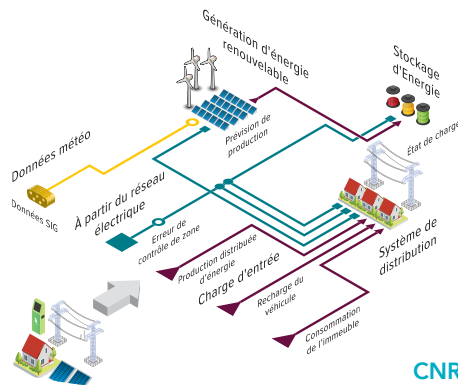 Génération d'énergie
renouvelable
Stockage
d'Energie
Prévision de
production
État de charge
Données météo
Données SIG
À partir du réseau
électrique
Erreur de
contrôle de zone
Système de
distribution
Production distribuée
d'énergie
Charge d'entrée
Recharge du
véhicule
Consommation
de l'immeuble
CNR